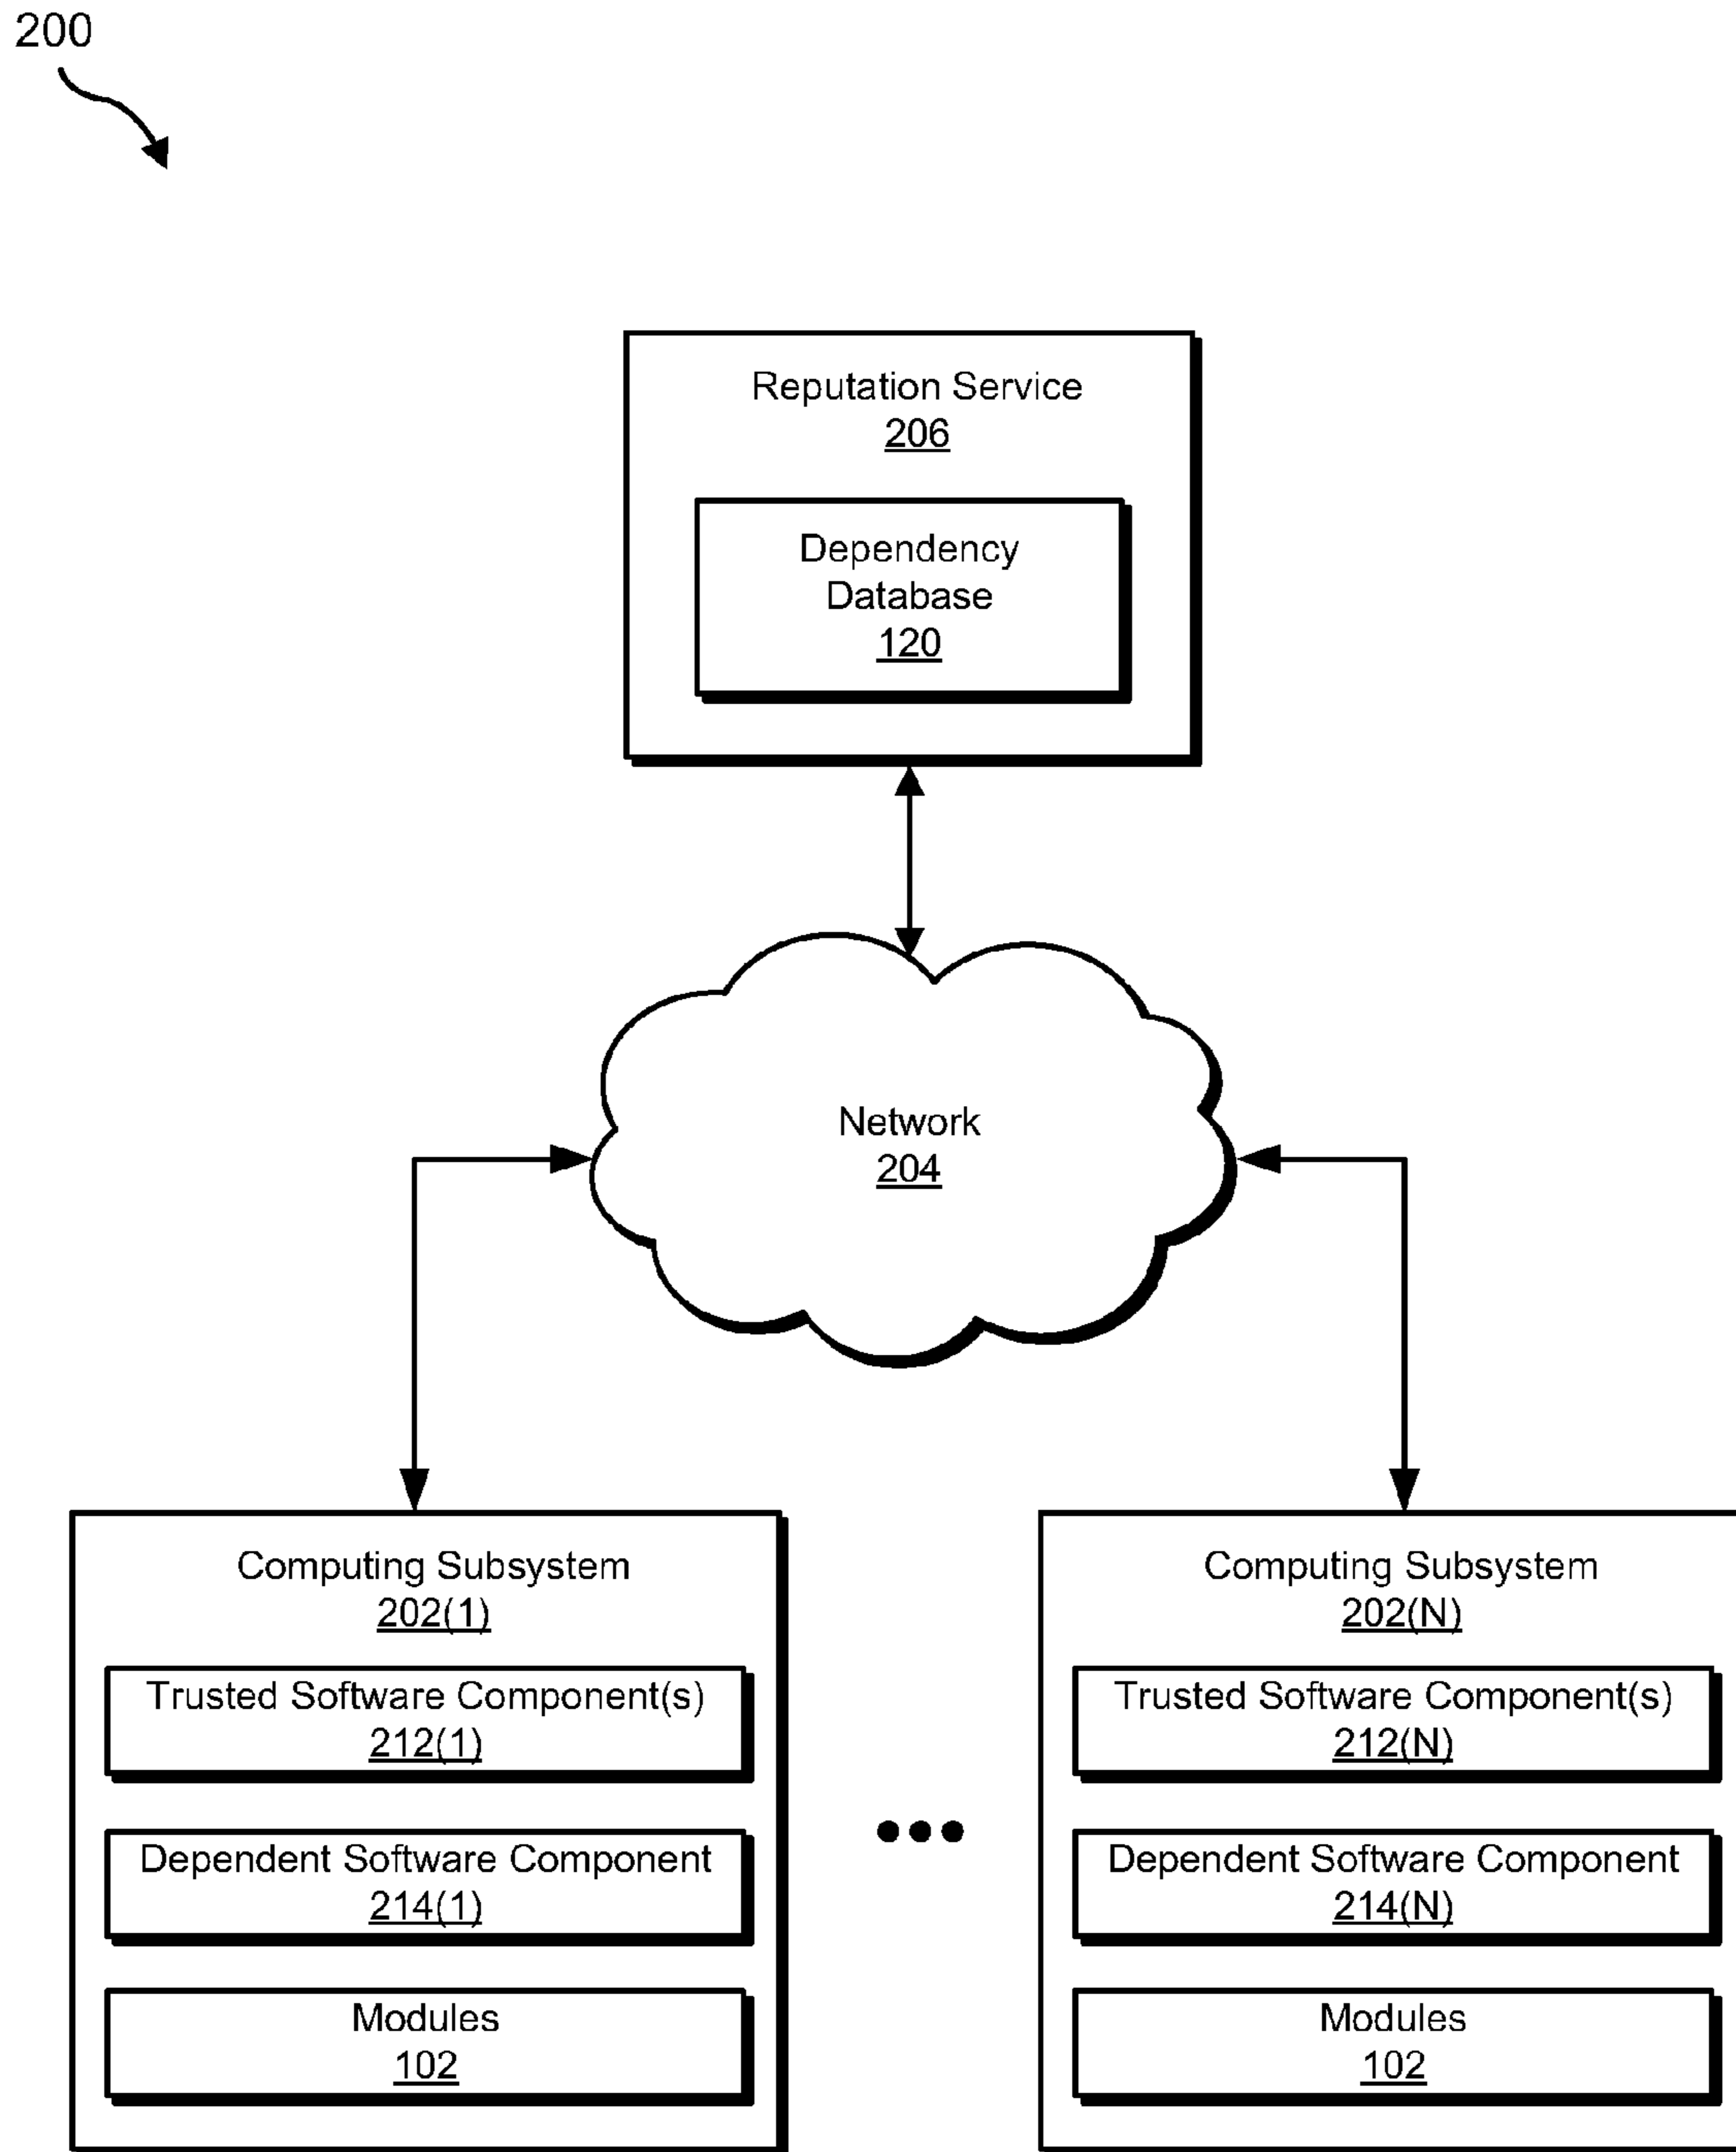 200
Reputation Service
206
Dependency
Database
120
Network
204
Computing Subsystem
202(1)
Trusted Software Component(s)
212(1)
Dependent Software Component
214(1)
Modules
102
Computing Subsystem
202(N)
Trusted Software Component(s)
212(N)
Dependent Software Component
214(N)
Modules
102